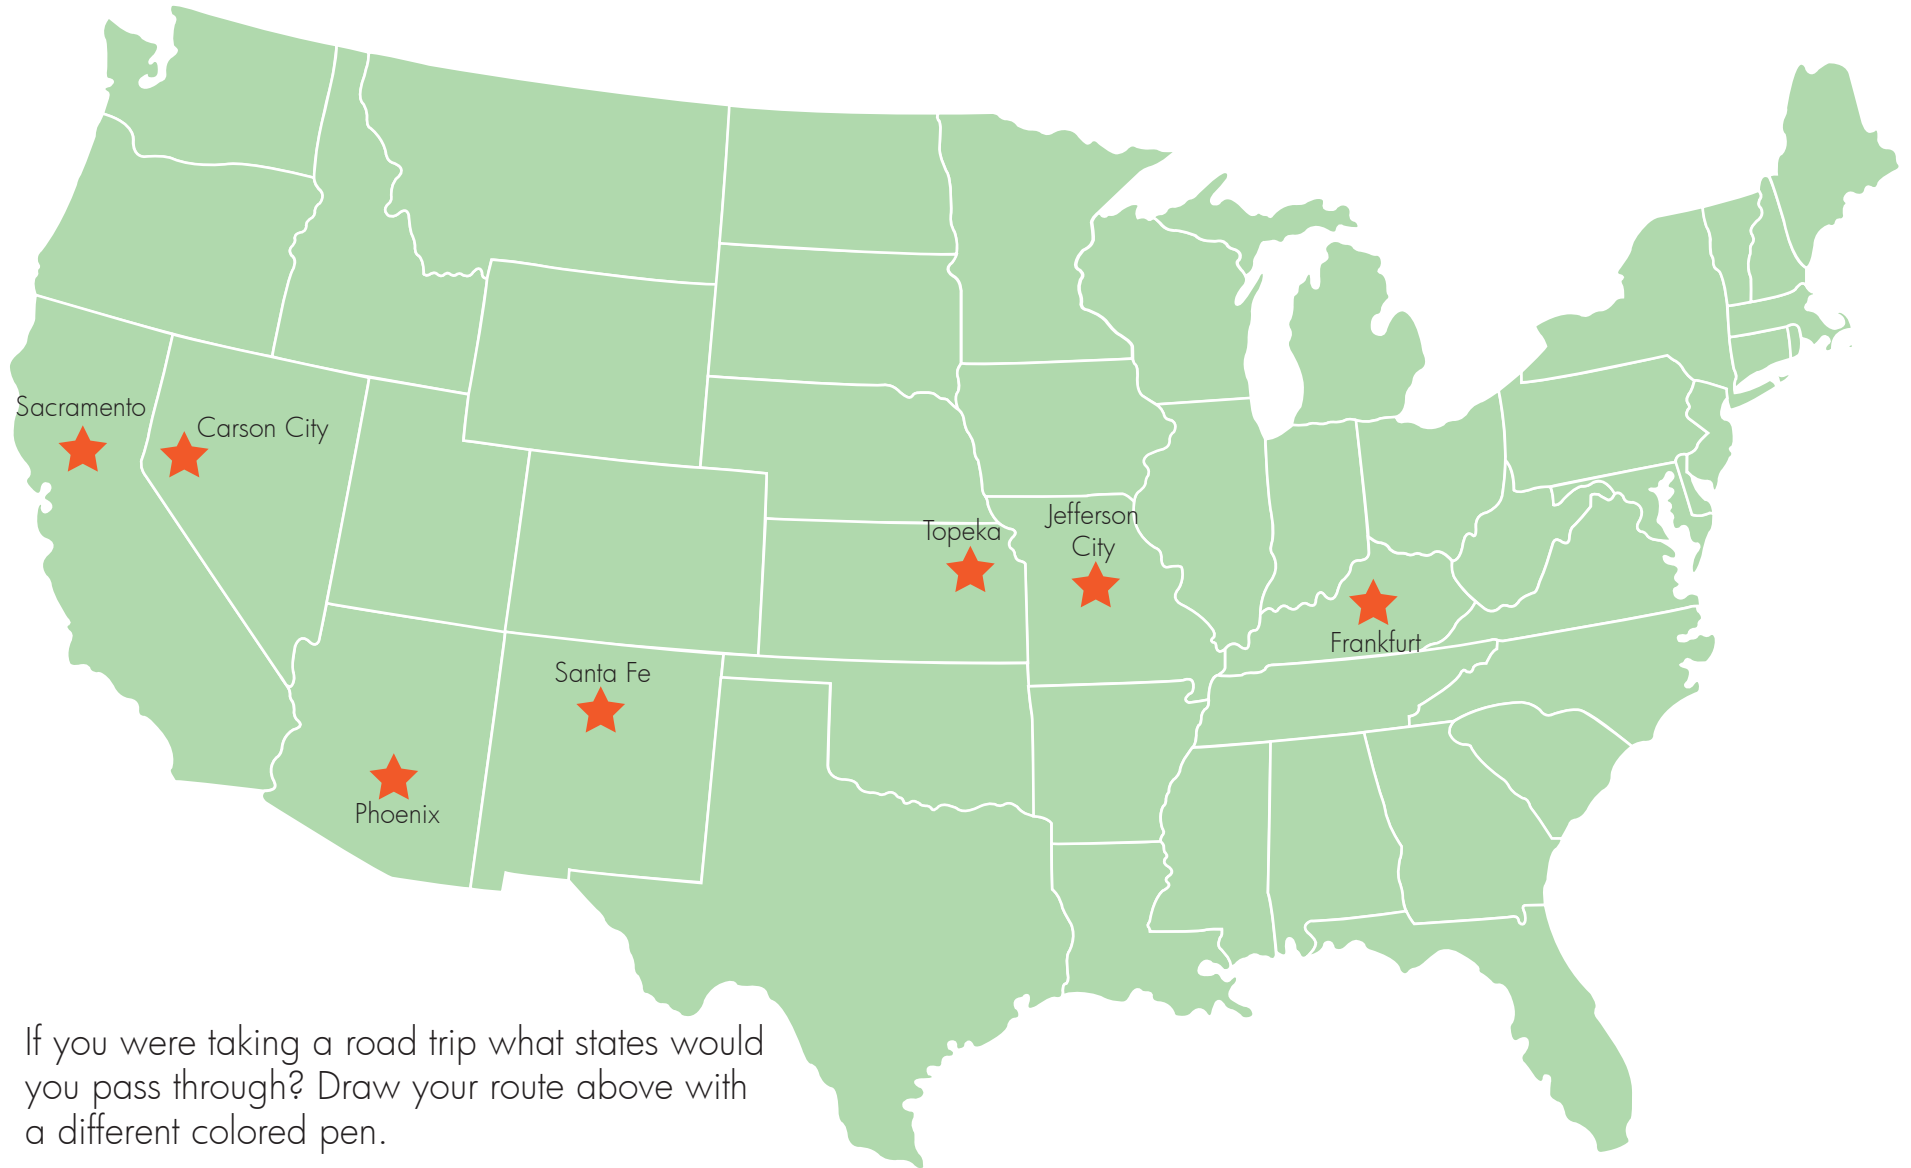 Sacramento
Carson City
Jefferson
City
Topeka
Frankfurt
Santa Fe
Phoenix
If you were taking a road trip what states would
you pass through? Draw your route above with
a different colored pen.